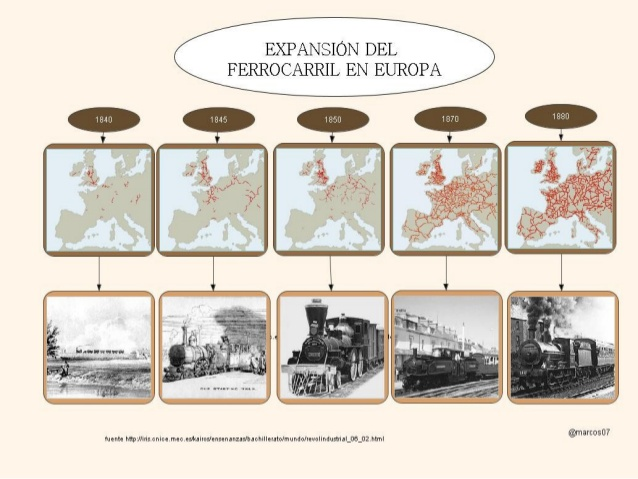 EXPANSIÓN DEL
FERROCARRIL EN EUROPA
1840
1845
1850
1870
1880
fuente http://iris.cnice.mec.es/kairos/ensenanzas/bachillerato/mundo/revolindustrial_06_02.html
@marcos07